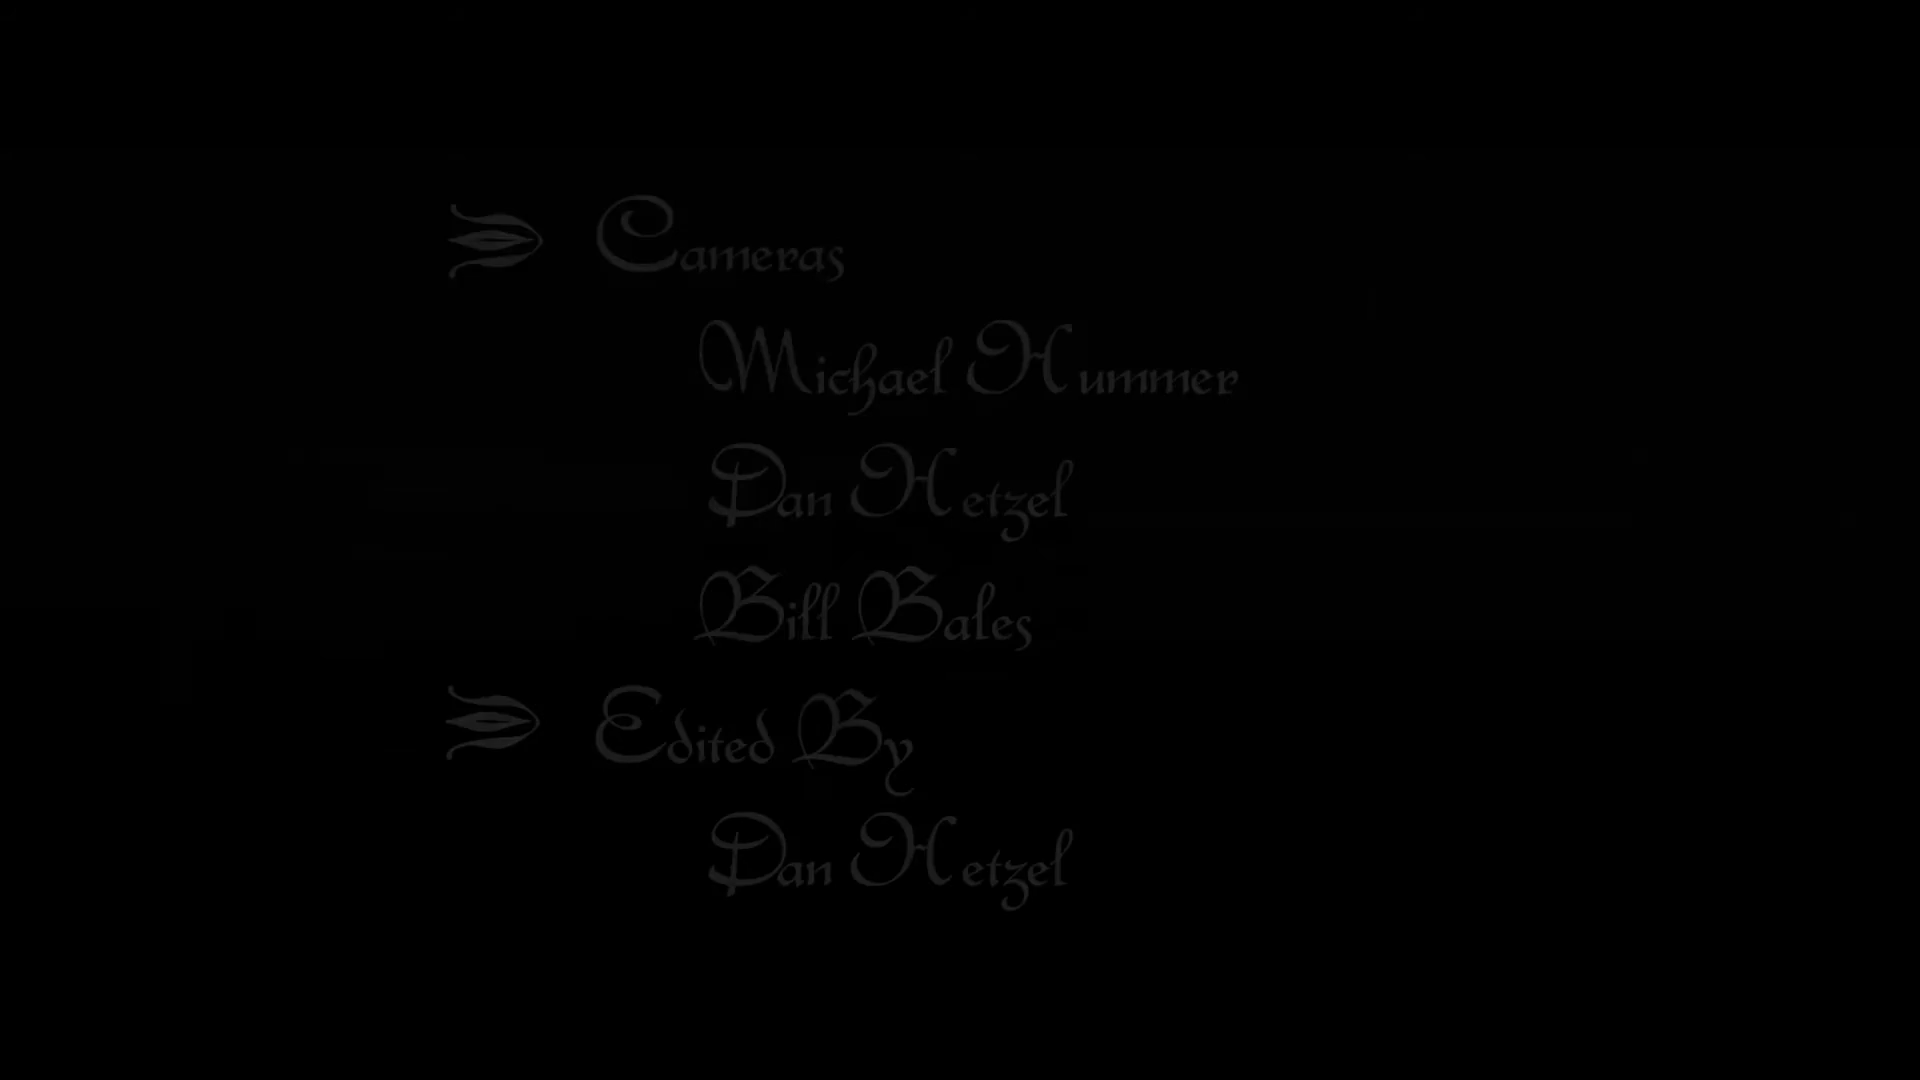 Cameras
Michael Hummer
Dan Hetzel
Bill Bales
Edited By
Dan Hetzel